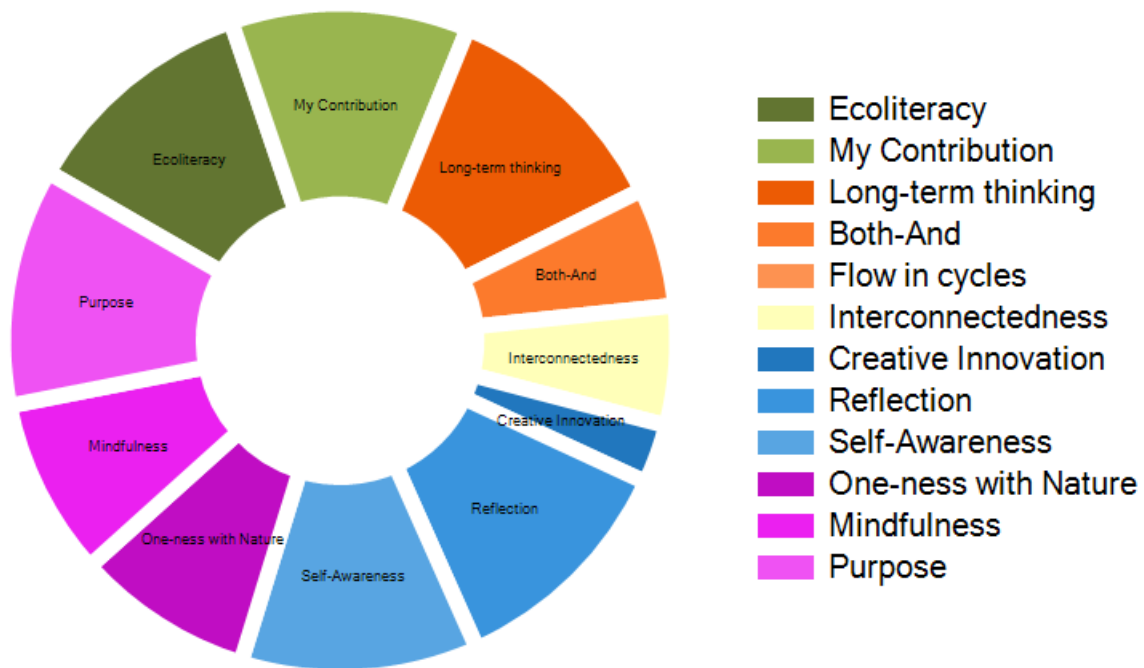 My Contribution
Ecoliteracy
Long-term thinking
Both-And
Purpose
Interconnectedness
Creative Innovation
Mindfulness
Reflection
One-ness with Nature
Self-Awareness
Ecoliteracy
My Contribution
Long-term thinking
Both-And
Flow in cycles
Interconnectedness
Creative Innovation
Reflection
Self-Awareness
One-ness with Nature
Mindfulness
Purpose